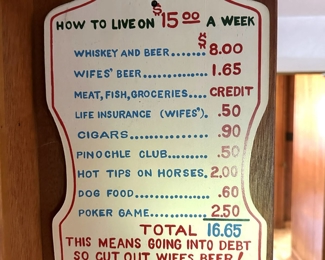 HOW TO LIVE ON $15.00 A WEEK
WHISKEY AND BEER........$8.00
WIFES' BEER........1.65
MEAT, FISH, GROCERIES.... CREDIT
LIFE INSURANCE (WIFES') .50
CIGARS............ .90
PINOCHLE CLUB...... .50
HOT TIPS ON HORSES. 2.00
DOG FOOD........ .60
POKER GAME....... 2.50
TOTAL 16.65
THIS MEANS GOING INTO DEBT
SO CUT OUT WIFES BEER!